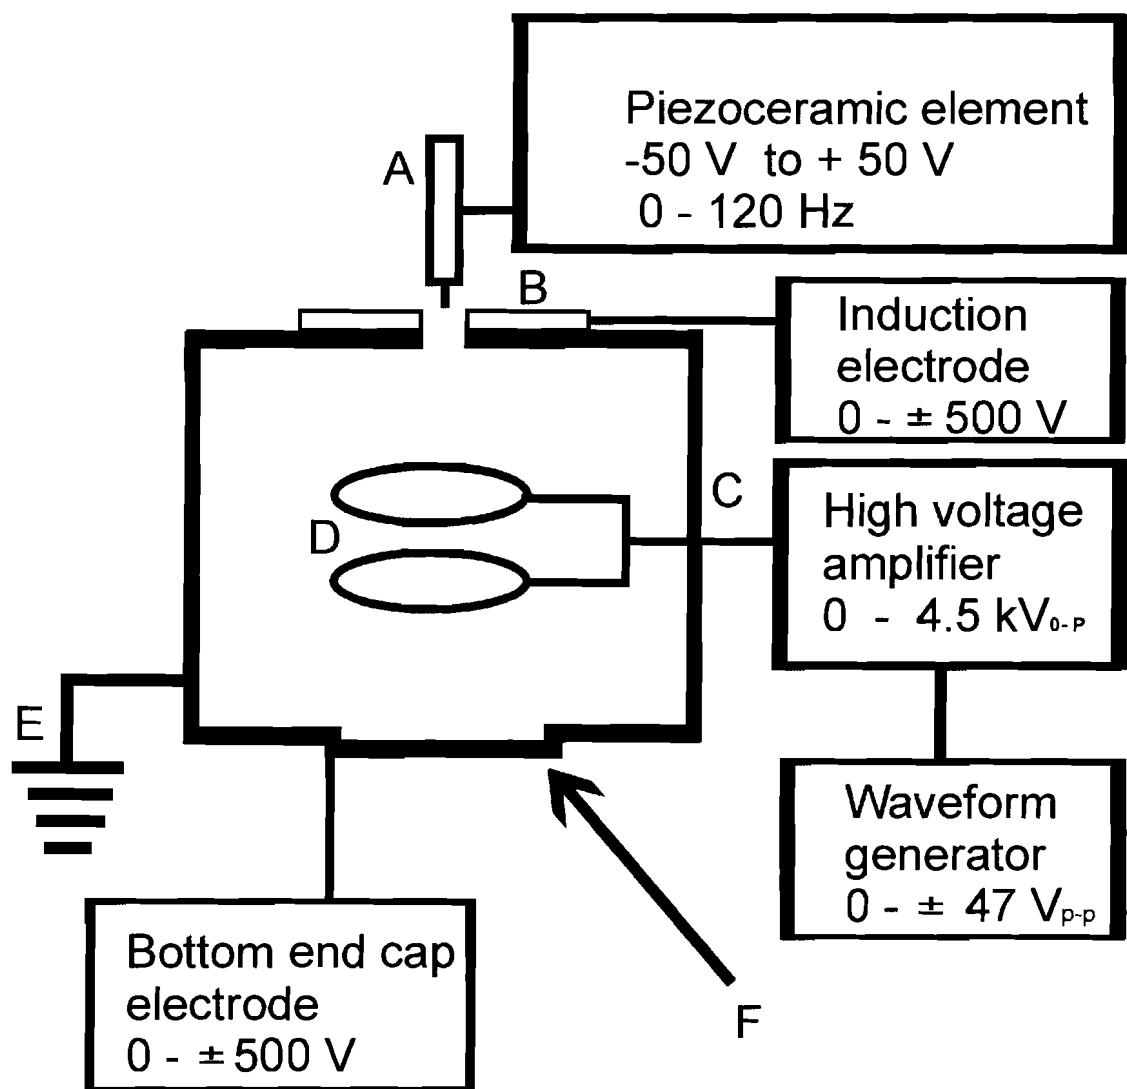 Piezoceramic element
-50 V to + 50 V
0 - 120 Hz
A
B
Induction
electrode
0 - ± 500 V
C
High voltage
amplifier
0 - 4.5 kV0-P
D
E
Waveform
generator
0 - ± 47 Vp-p
Bottom end cap
electrode
0 - ± 500 V
F